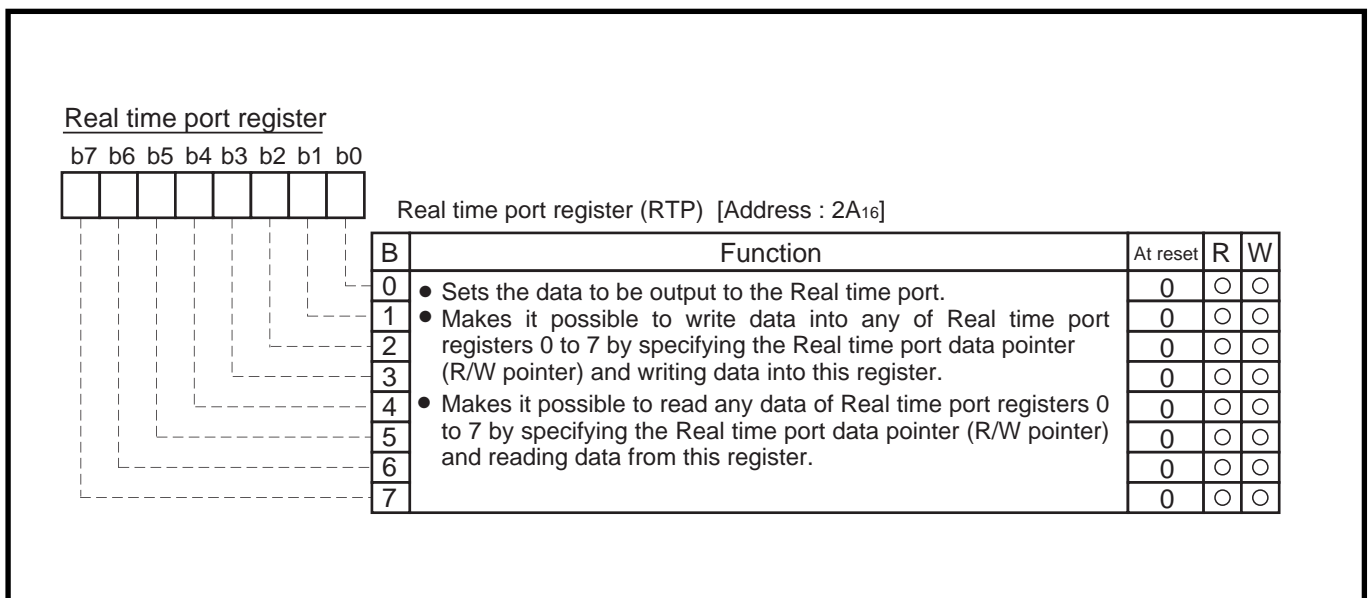 Real time port register
b7 b6 b5 b4 b3 b2 b1 b0
Real time port register (RTP) [Address : 2A16]
B Function At reset R W
0 ● Sets the data to be output to the Real time port. 0 ○ ○
1 ● Makes it possible to write data into any of Real time port 0 ○ ○
2 registers 0 to 7 by specifying the Real time port data pointer 0 ○ ○
3 (R/W pointer) and writing data into this register. 0 ○ ○
4 ● Makes it possible to read any data of Real time port registers 0 0 ○ ○
5 to 7 by specifying the Real time port data pointer (R/W pointer) 0 ○ ○
6 and reading data from this register. 0 ○ ○
7 0 ○ ○